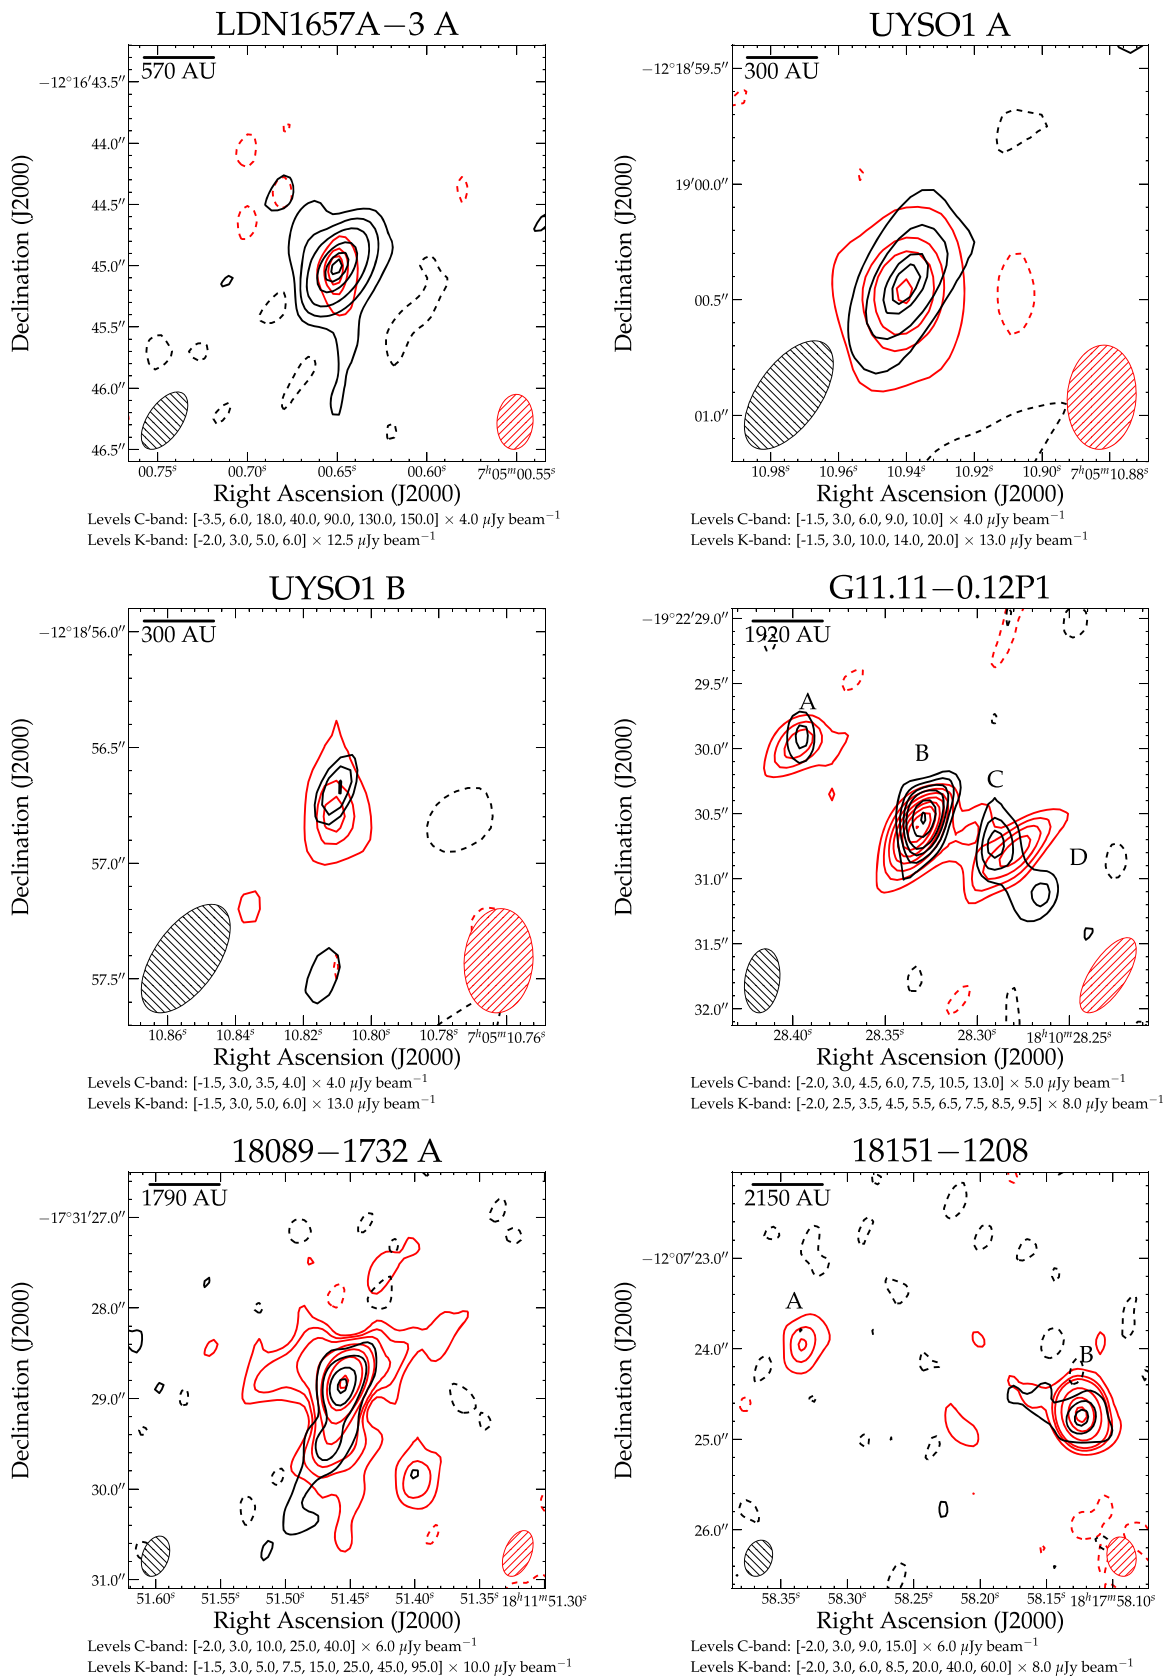 LDN1657A−3 A
570 AU
−12°16′43.5″
44.0″
44.5″
45.0″
45.5″
46.0″
46.5″
Declination (J2000)
00.75ˢ 00.70ˢ 00.65ˢ 00.60ˢ 7ʰ05ᵐ00.55ˢ
Right Ascension (J2000)
Levels C-band: [-3.5, 6.0, 18.0, 40.0, 90.0, 130.0, 150.0] × 4.0 μJy beam⁻¹
Levels K-band: [-2.0, 3.0, 5.0, 6.0] × 12.5 μJy beam⁻¹
UYSO1 A
300 AU
−12°18′59.5″
19′00.0″
00.5″
01.0″
Declination (J2000)
10.98ˢ 10.96ˢ 10.94ˢ 10.92ˢ 10.90ˢ 7ʰ05ᵐ10.88ˢ
Right Ascension (J2000)
Levels C-band: [-1.5, 3.0, 6.0, 9.0, 10.0] × 4.0 μJy beam⁻¹
Levels K-band: [-1.5, 3.0, 10.0, 14.0, 20.0] × 13.0 μJy beam⁻¹
UYSO1 B
300 AU
−12°18′56.0″
56.5″
57.0″
57.5″
Declination (J2000)
10.86ˢ 10.84ˢ 10.82ˢ 10.80ˢ 10.78ˢ 7ʰ05ᵐ10.76ˢ
Right Ascension (J2000)
Levels C-band: [-1.5, 3.0, 3.5, 4.0] × 4.0 μJy beam⁻¹
Levels K-band: [-1.5, 3.0, 5.0, 6.0] × 13.0 μJy beam⁻¹
G11.11−0.12P1
1920 AU
−19°22′29.0″
29.5″
30.0″
30.5″
31.0″
31.5″
32.0″
Declination (J2000)
A
B
C
D
28.40ˢ 28.35ˢ 28.30ˢ 18ʰ10ᵐ28.25ˢ
Right Ascension (J2000)
Levels C-band: [-2.0, 3.0, 4.5, 6.0, 7.5, 10.5, 13.0] × 5.0 μJy beam⁻¹
Levels K-band: [-2.0, 2.5, 3.5, 4.5, 5.5, 6.5, 7.5, 8.5, 9.5] × 8.0 μJy beam⁻¹
18089−1732 A
1790 AU
−17°31′27.0″
28.0″
29.0″
30.0″
31.0″
Declination (J2000)
51.60ˢ 51.55ˢ 51.50ˢ 51.45ˢ 51.40ˢ 51.35ˢ 18ʰ11ᵐ51.30ˢ
Right Ascension (J2000)
Levels C-band: [-2.0, 3.0, 10.0, 25.0, 40.0] × 6.0 μJy beam⁻¹
Levels K-band: [-1.5, 3.0, 5.0, 7.5, 15.0, 25.0, 45.0, 95.0] × 10.0 μJy beam⁻¹
18151−1208
2150 AU
−12°07′23.0″
24.0″
25.0″
26.0″
Declination (J2000)
A
B
58.35ˢ 58.30ˢ 58.25ˢ 58.20ˢ 58.15ˢ 18ʰ17ᵐ58.10ˢ
Right Ascension (J2000)
Levels C-band: [-2.0, 3.0, 9.0, 15.0] × 6.0 μJy beam⁻¹
Levels K-band: [-2.0, 3.0, 6.0, 8.5, 20.0, 40.0, 60.0] × 8.0 μJy beam⁻¹